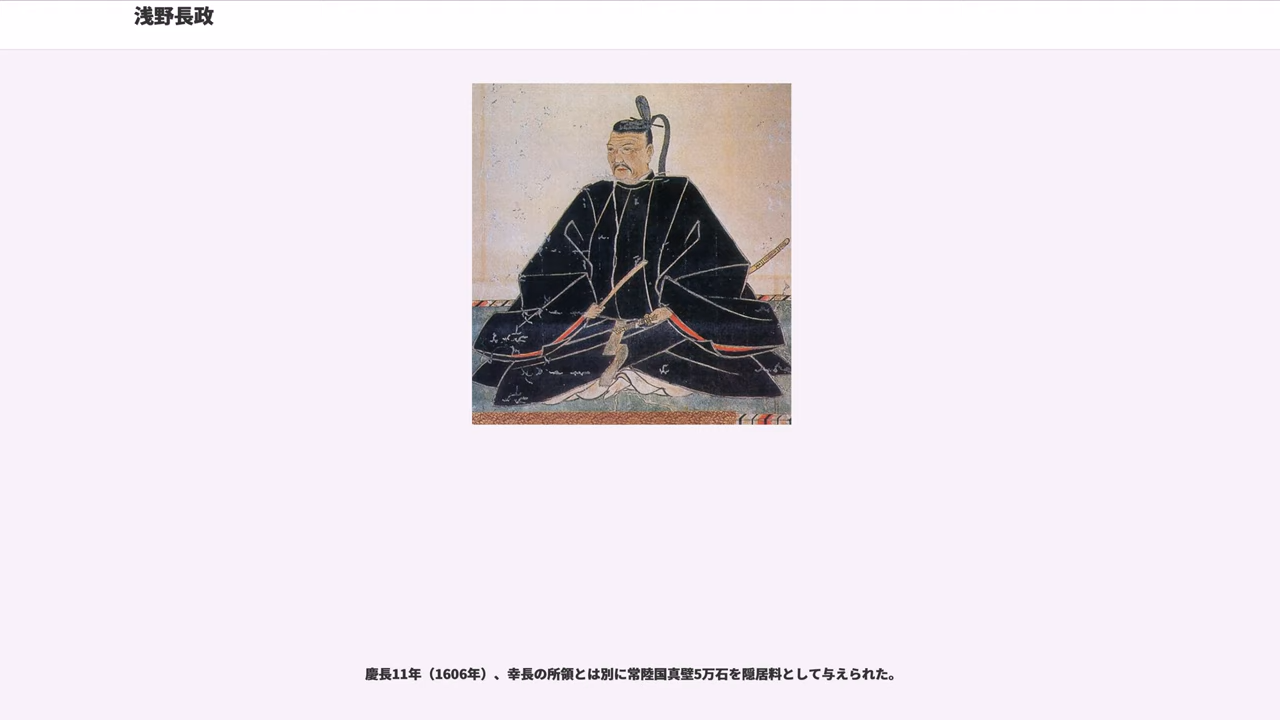 浅野長政
慶長11年（1606年）、幸長の所領とは別に常陸国真壁5万石を隠居料として与えられた。